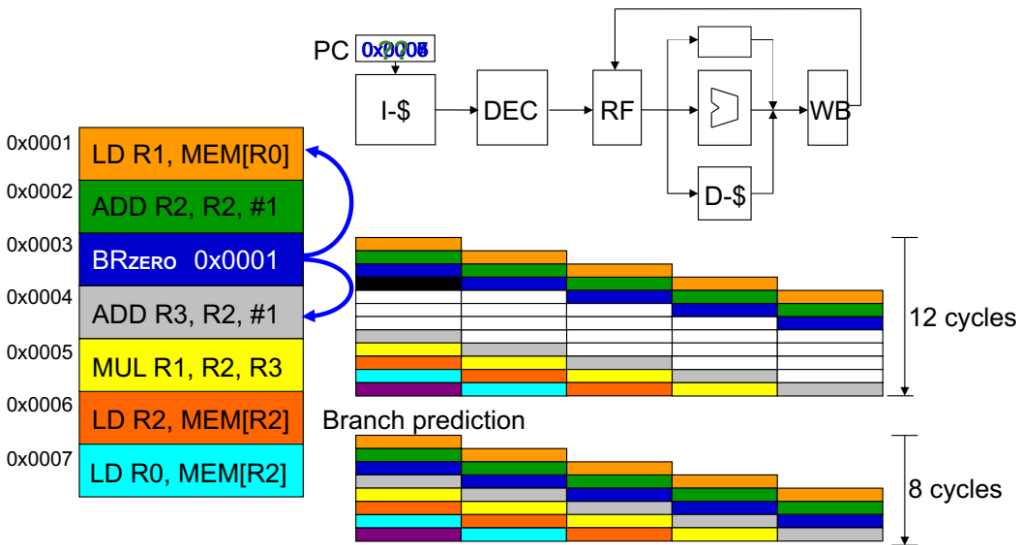 PC
I-$
DEC
RF
WB
D-$
0x0001
LD R1, MEM[R0]
0x0002
ADD R2, R2, #1
0x0003
BRZERO 0x0001
0x0004
ADD R3, R2, #1
0x0005
MUL R1, R2, R3
0x0006
LD R2, MEM[R2]
0x0007
LD R0, MEM[R2]
12 cycles
Branch prediction
8 cycles